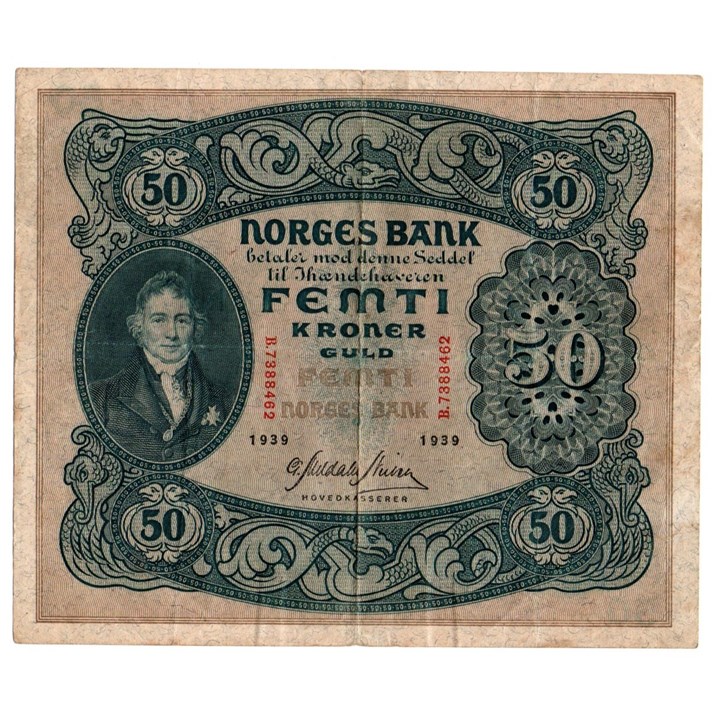 50 50
NORGES BANK
betaler mod denne Seddel
til Ihændehaveren
FEMTI
KRONER
GULD
FEMTI
NORGES BANK
B.7388462
B.7388462
50
1939 1939
HOVEDKASSERER
50 50